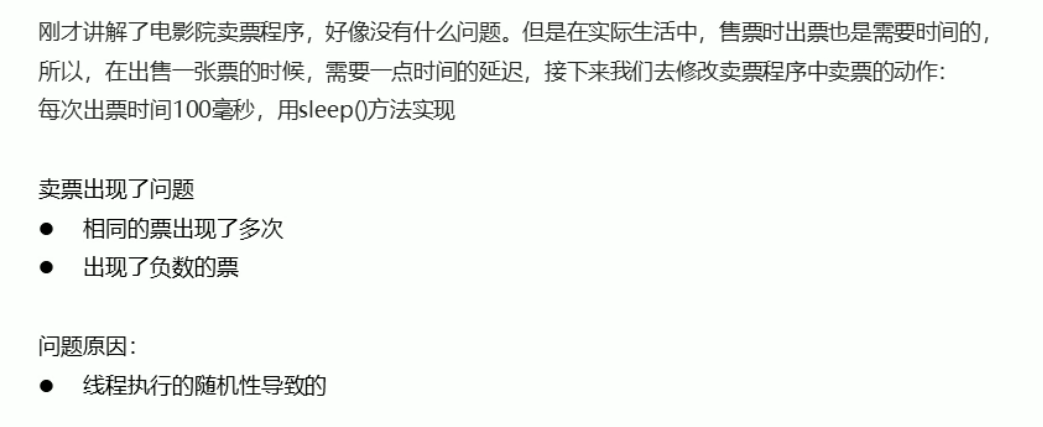 刚才讲解了电影院卖票程序，好像没有什么问题。但是在实际生活中，售票时出票也是需要时间的，
所以，在出售一张票的时候，需要一点时间的延迟，接下来我们去修改卖票程序中卖票的动作：
每次出票时间100毫秒，用sleep()方法实现
卖票出现了问题
● 相同的票出现了多次
● 出现了负数的票
问题原因：
● 线程执行的随机性导致的